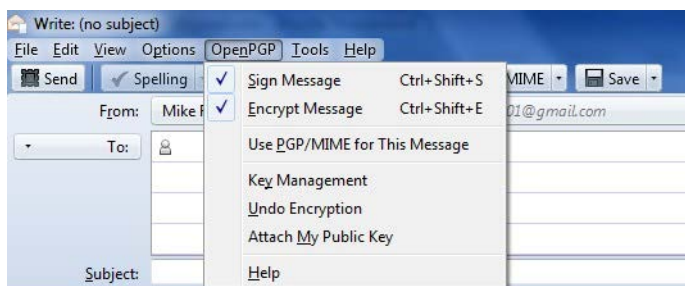 Write: (no subject)
File Edit View Options OpenPGP Tools Help
Send Spelling MIME Save
Sign Message Ctrl+Shift+S
From: Mike 01@gmail.com
Encrypt Message Ctrl+Shift+E
To:
Use PGP/MIME for This Message
Key Management
Undo Encryption
Attach My Public Key
Subject:
Help